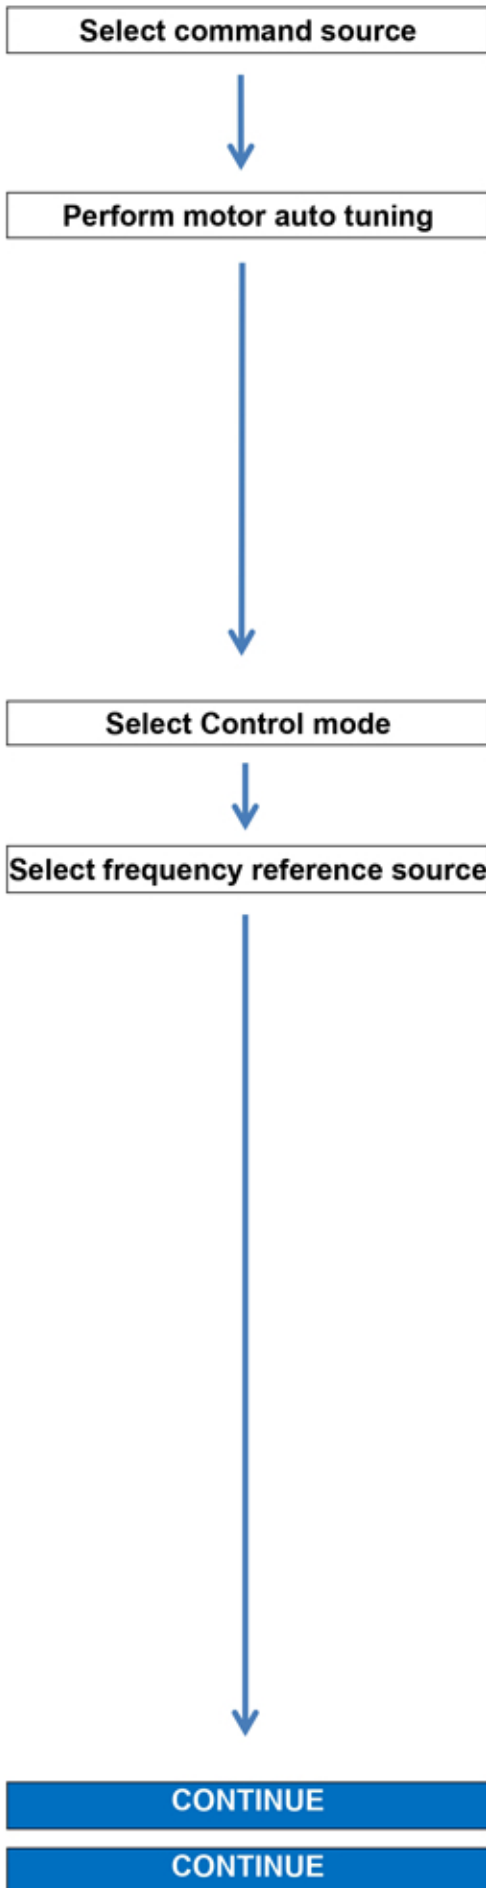 Select command source
Perform motor auto tuning
Select Control mode
Select frequency reference source
CONTINUE
CONTINUE